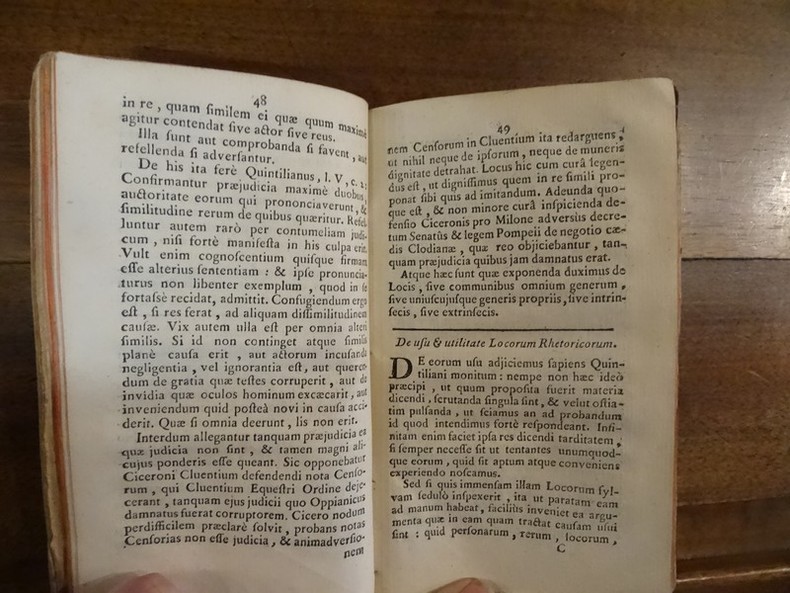 48
in re, quam ſimilem ei quæ quum maximè
agitur contendat ſive actor ſive reus.
Illa ſunt aut comprobanda ſi favent, aut
refellenda ſi adverſantur.
De his ita ferè Quintilianus, l. V, c. 2;
Confirmantur præjudicia maximè duobus,
auctoritate eorum qui prononciaverunt, &
ſimilitudine rerum de quibus quæritur. Refel-
luntur autem rarò per contumeliam judi-
cum, niſi fortè manifeſta in his culpa erit.
Vult enim cognoſcentium quiſque firmam
eſſe alterius ſententiam : & ipſe pronuncia-
turus non libenter exemplum, quod in ſe
fortaſſe recidat, admittit. Confugiendum ergo
eſt, ſi res ferat, ad aliquam diſſimilitudinem
cauſæ. Vix autem ulla eſt per omnia alteri
ſimilis. Si id non continget atque ſimilis
planè cauſa erit, aut actorum incuſanda
negligentia, vel ignorantia eſt, aut queren-
dum de gratia quæ teſtes corruperit, aut de
invidia quæ oculos hominum excæcarit, aut
inveniendum quid poſteà novi in cauſa acci-
derit. Quæ ſi omnia deerunt, lis non erit.
Interdum allegantur tanquam præjudicia ea
quæ judicia non ſint, & tamen magni ali-
cujus ponderis eſſe queant. Sic opponebatur
Ciceroni Cluentium defendendi nota Cenſo-
rum, qui Cluentium Equeſtri Ordine deje-
cerant, tanquam ejus judicii quo Oppianicus
damnatus fuerat corruptorem. Cicero nodum
perdifficilem præclarè ſolvit, probans notas
Cenſorias non eſſe judicia, & animadverſio-
nem
49
nem Cenſorum in Cluentium ita redarguens,
ut nihil neque de ipſorum, neque de muneris
dignitate detrahat. Locus hic cum curâ legen-
dus eſt, ut digniſſimus quem in re ſimili pro-
ponat ſibi quis ad imitandum. Adeunda quo-
que eſt, & non minore curâ inſpicienda de-
fenſio Ciceronis pro Milone adversùs decre-
tum Senatûs & legem Pompeii de negotio cæ-
dis Clodianæ, quæ reo objiciebantur, tan-
quam præjudicia quibus jam damnatus erat.
Atque hæc ſunt quæ exponenda duximus de
Locis, ſive communibus omnium generum,
ſive uniuſcujuſque generis propriis, ſive intrin-
ſecis, ſive extrinſecis.
De uſu & utilitate Locorum Rhetoricorum.
DE eorum uſu adjiciemus ſapiens Quin-
tiliani monitum : nempe non hæc ideò
præcipi, ut quum propoſita fuerit materia
dicendi, ſcrutanda ſingula ſint, & velut oſtia-
tim pulſanda, ut ſciamus an ad probandum
id quod intendimus fortè reſpondeant. Infi-
nitam enim faciet ipſa res dicendi tarditatem,
ſi ſemper neceſſe ſit ut tentantes unumquod-
que eorum, quid ſit aptum atque conveniens
experiendo noſcamus.
Sed ſi quis immenſam illam Locorum ſyl-
vam ſedulò inſpexerit, ita ut paratam eam
ad manum habeat, facilius inveniet ea argu-
menta quæ in eam quam tractat cauſam uſui
ſint : quid perſonarum, rerum, locorum,
C